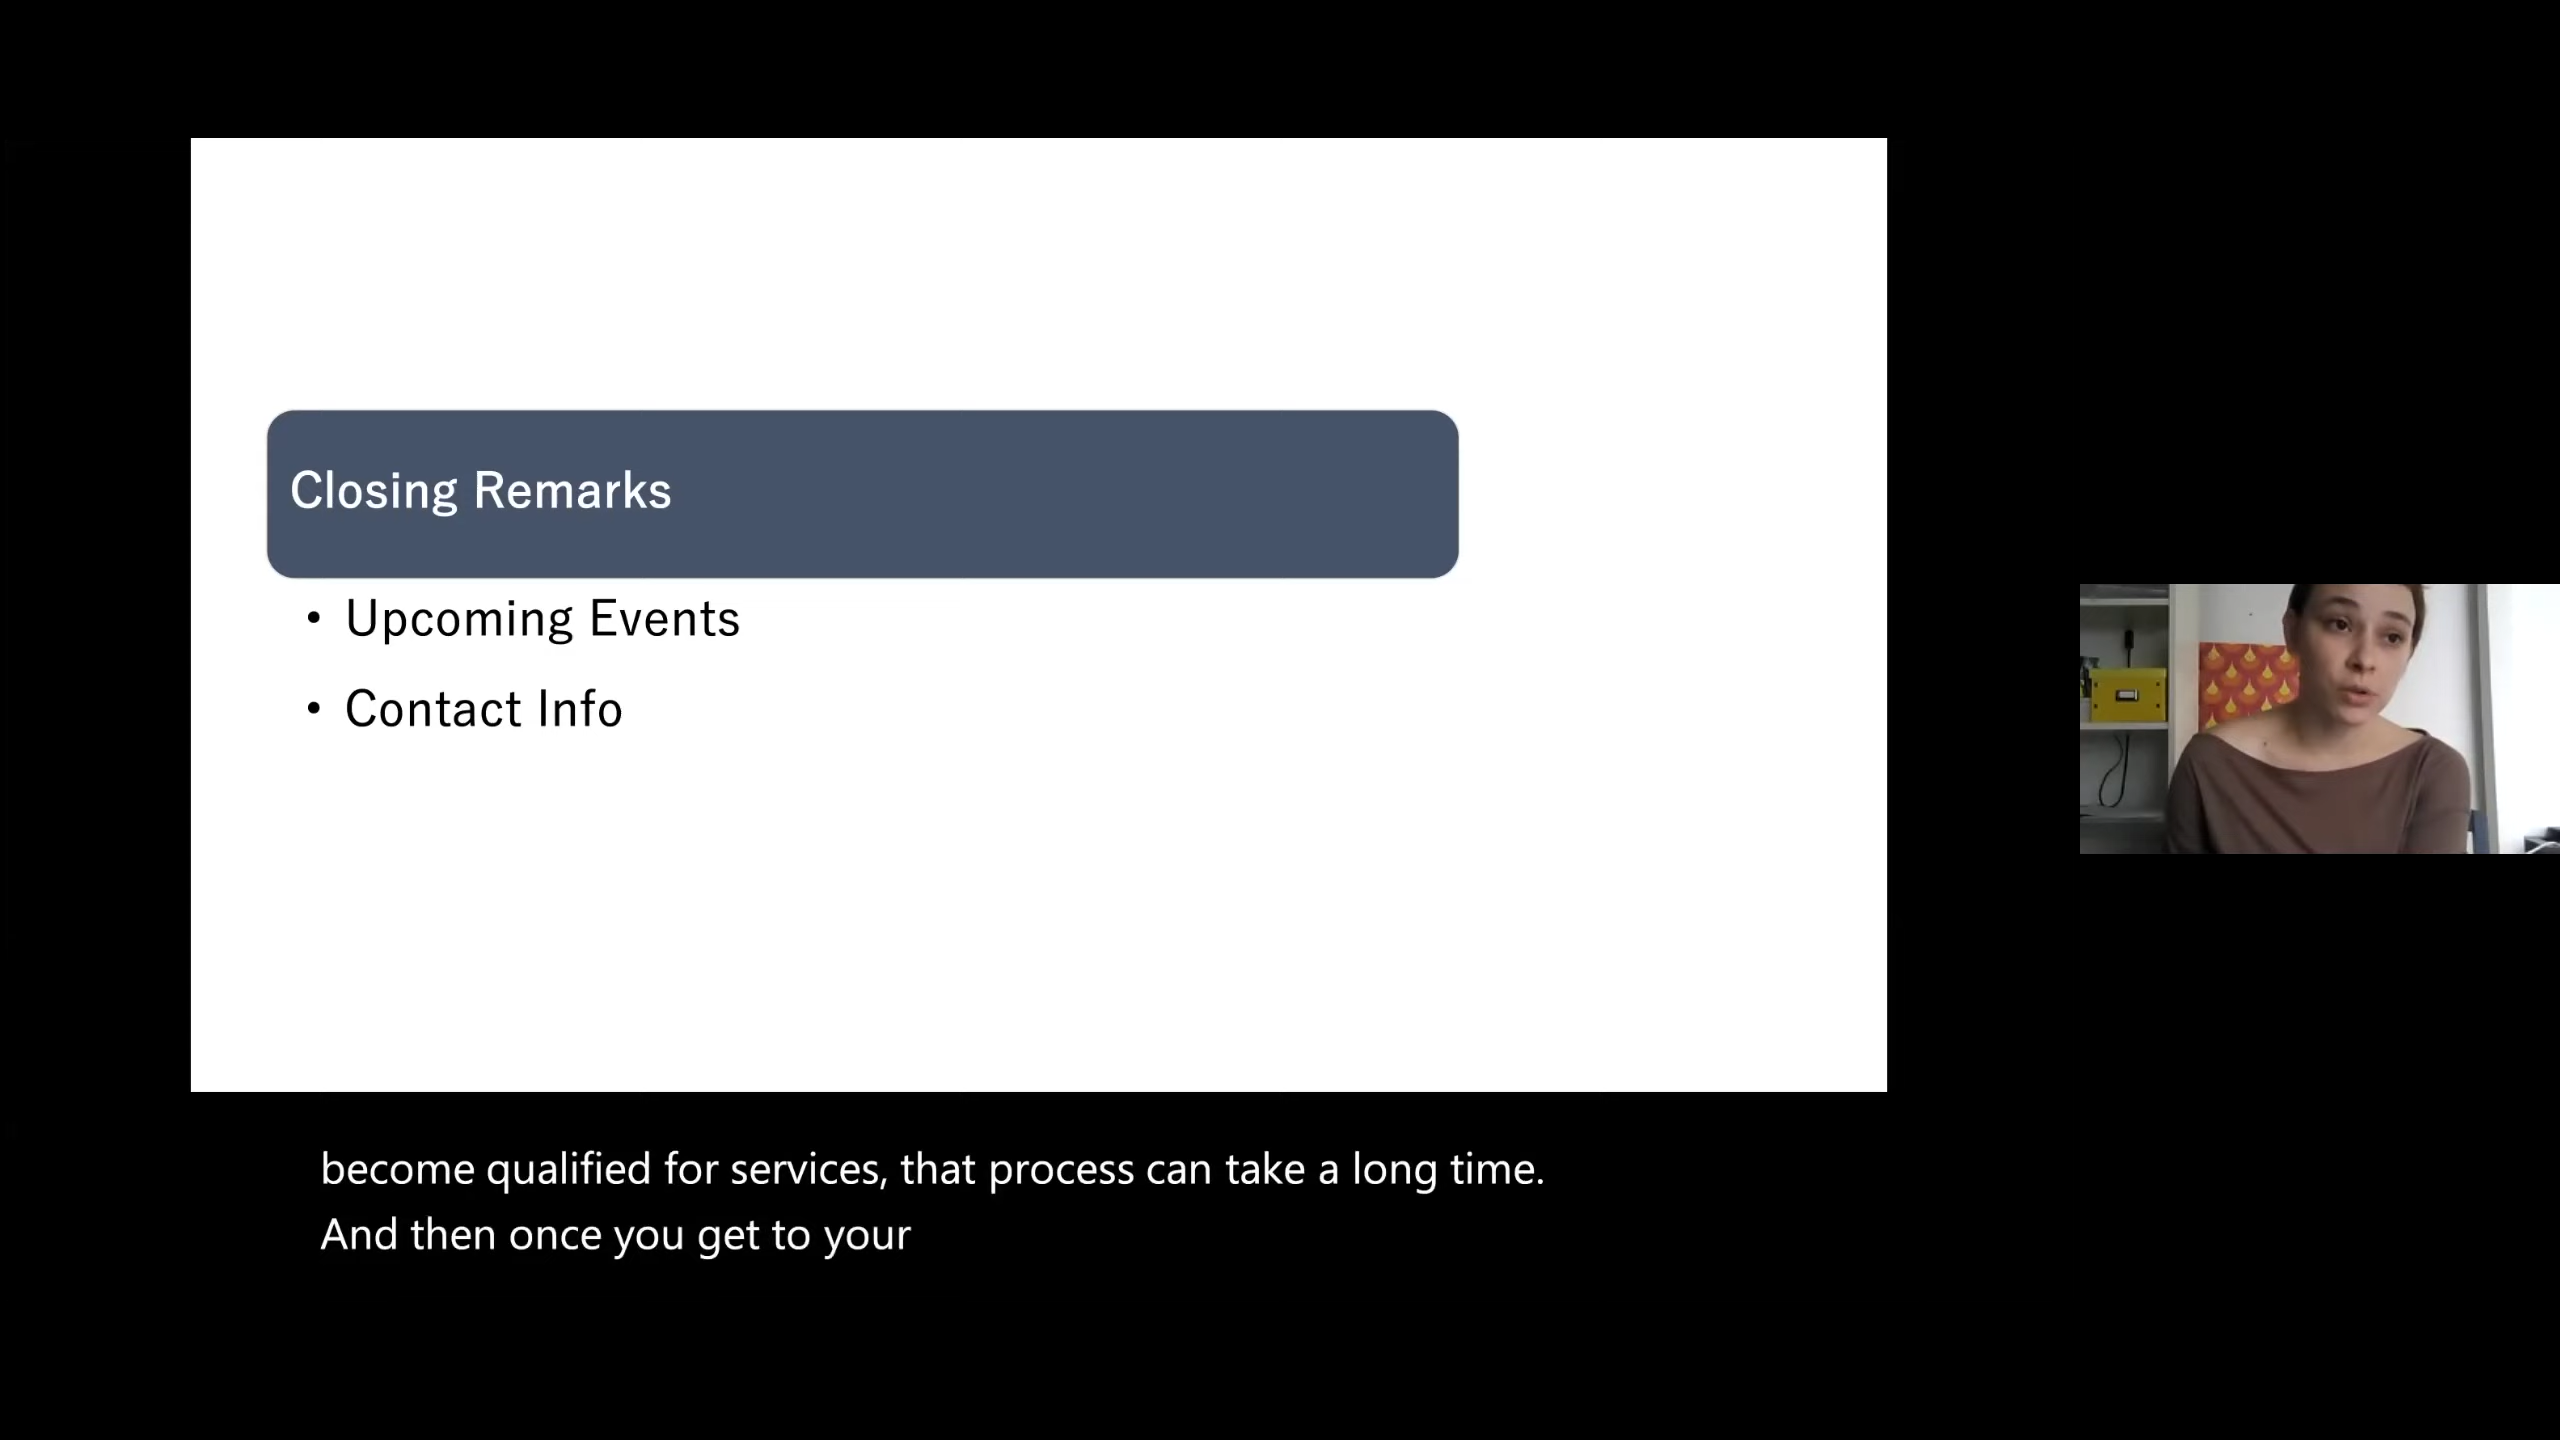 Closing Remarks
• Upcoming Events
• Contact Info
become qualified for services, that process can take a long time.
And then once you get to your